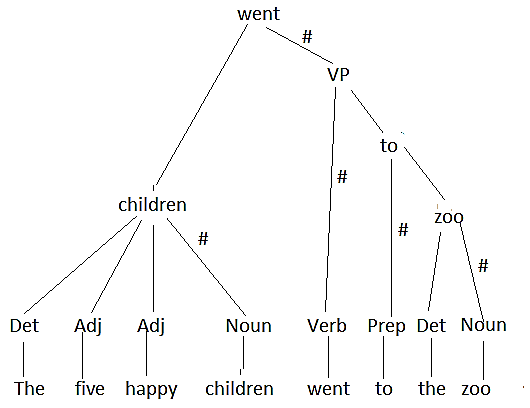 went
#
VP
to
#
children
zoo
#
#
#
Det Adj Adj Noun Verb Prep Det Noun
The five happy children went to the zoo